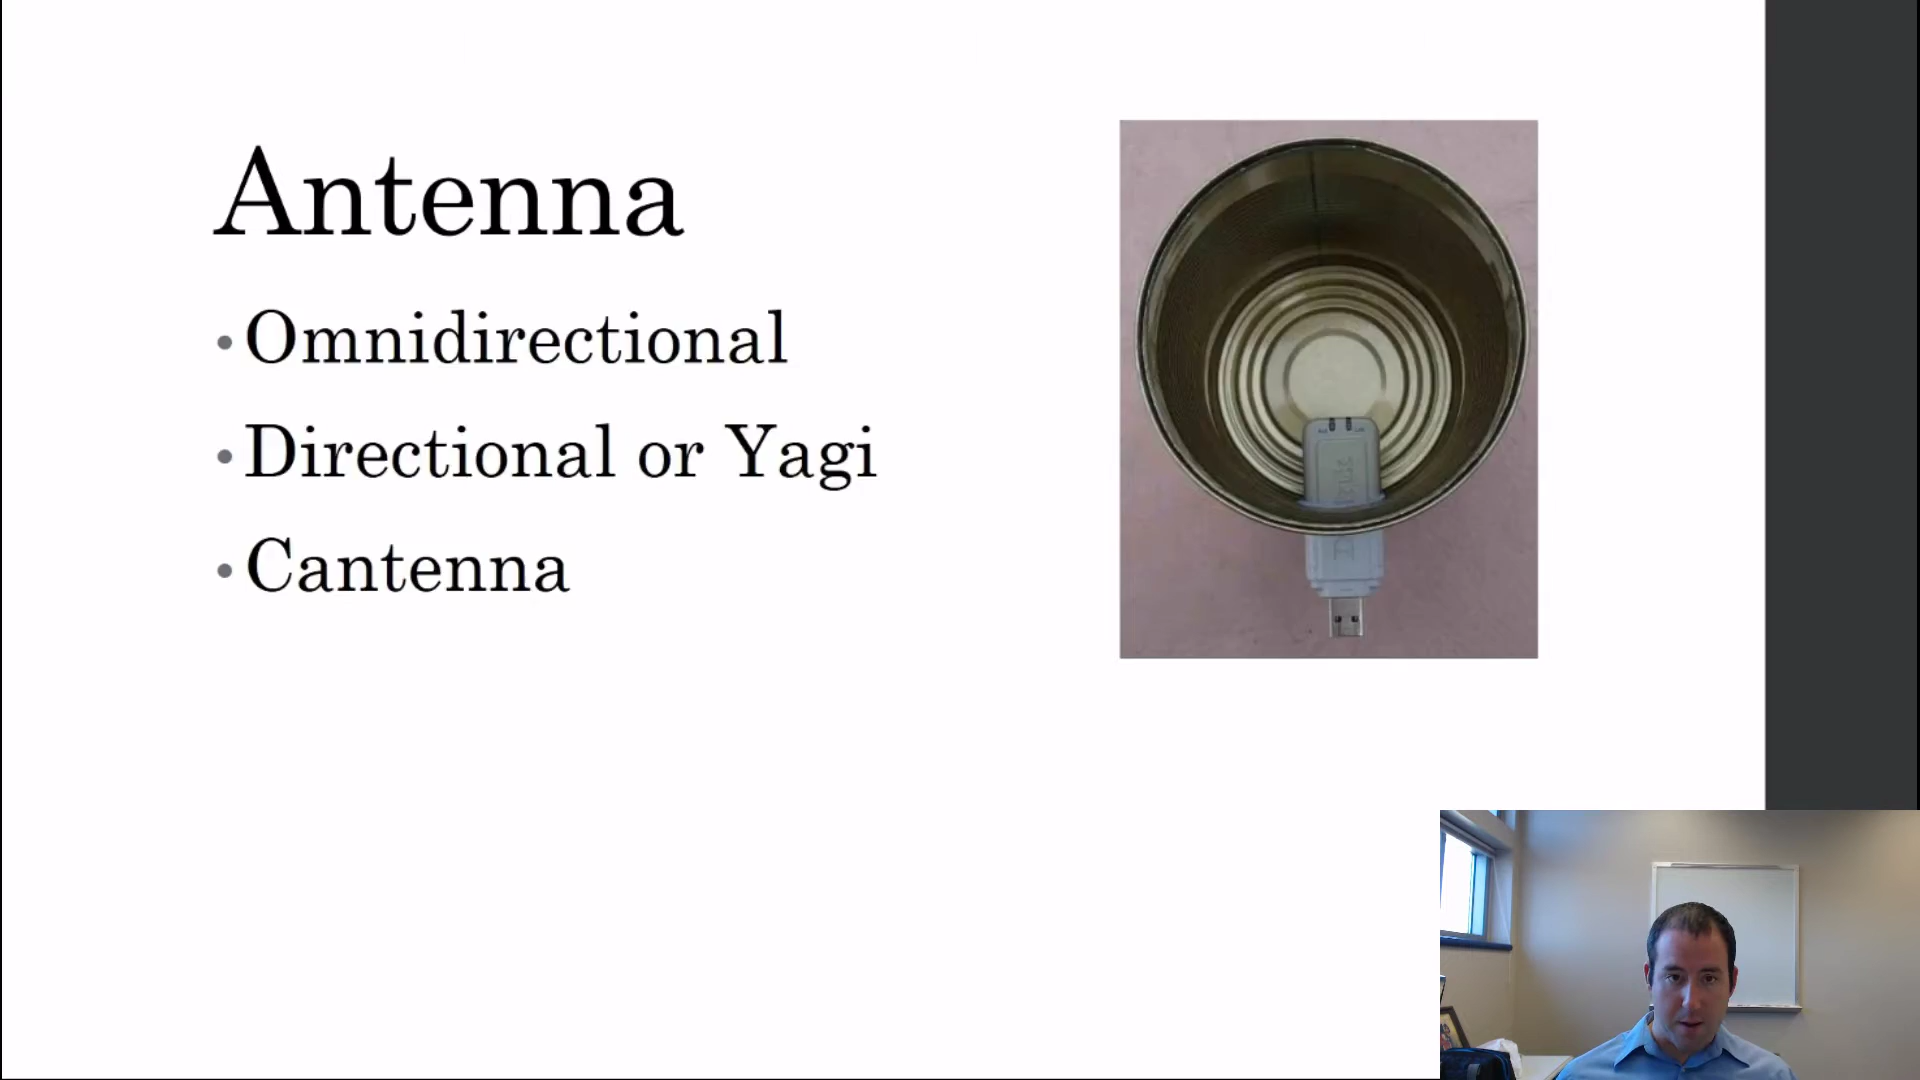 Antenna
• Omnidirectional
• Directional or Yagi
• Cantenna